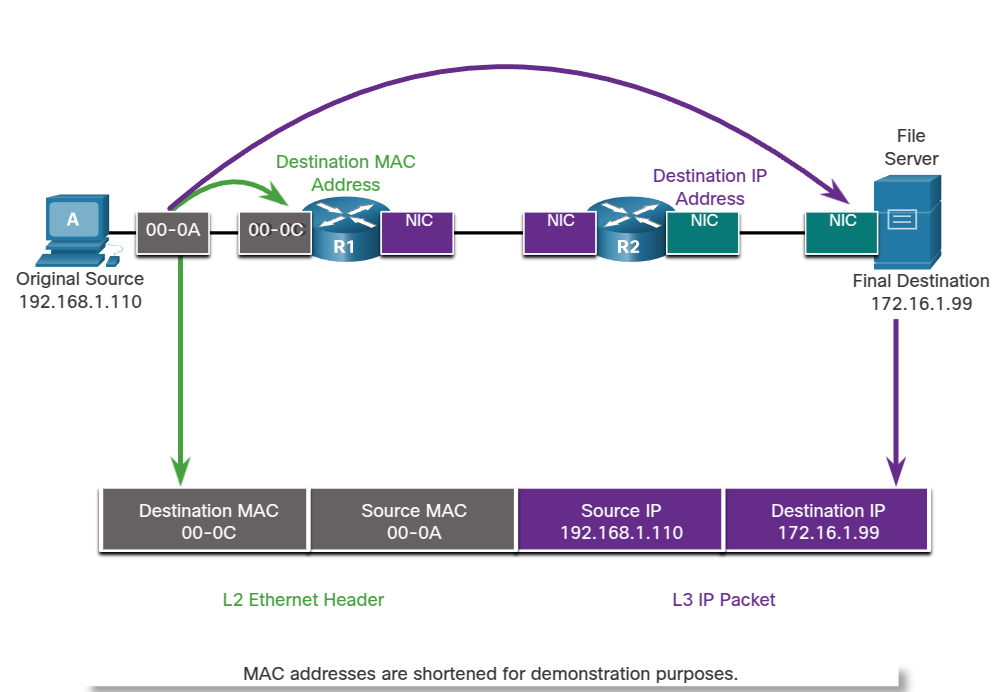 File
Server
Destination MAC
Address
Destination IP
Address
A
00-0A
00-0C
R1
NIC
NIC
R2
NIC
NIC
Original Source
192.168.1.110
Final Destination
172.16.1.99
Destination MAC
00-0C
Source MAC
00-0A
Source IP
192.168.1.110
Destination IP
172.16.1.99
L2 Ethernet Header
L3 IP Packet
MAC addresses are shortened for demonstration purposes.